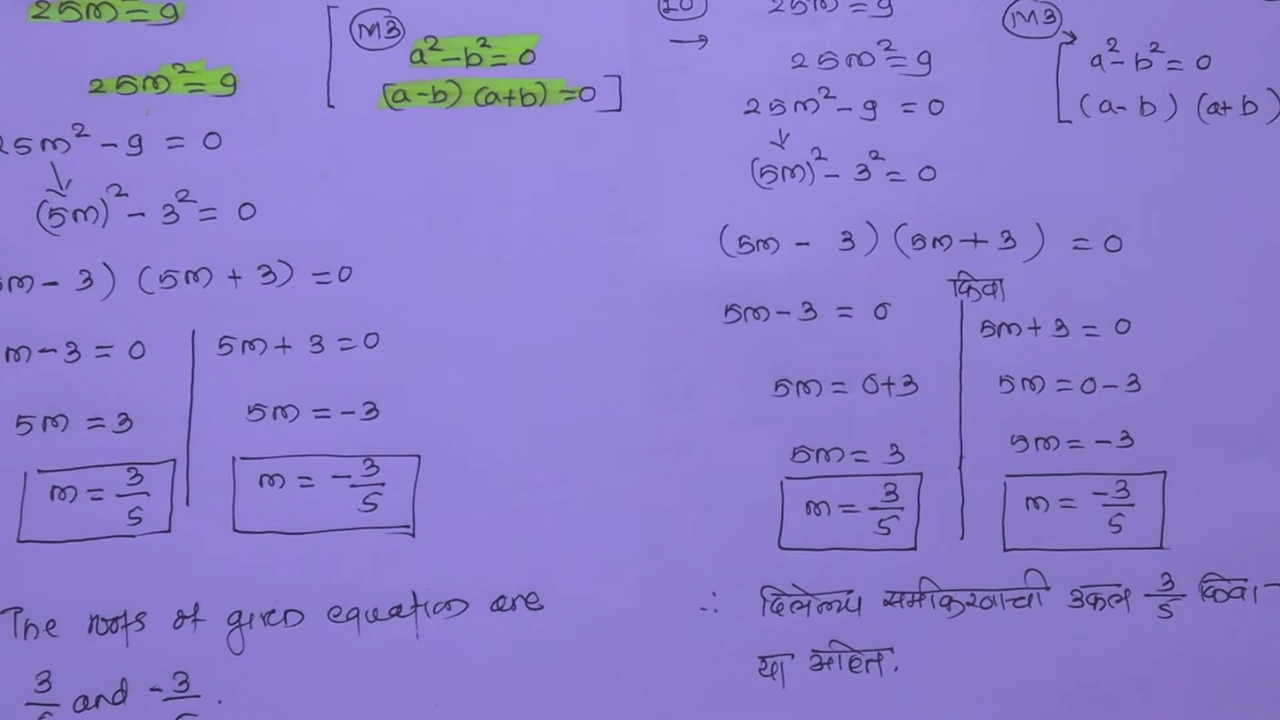 25m²=9
M3
a²-b²=0
25m²=9
(a-b) (a+b) =0
25m² - 9 = 0
(5m)² - 3² = 0
m - 3) (5m + 3) = 0
m - 3 = 0
5m + 3 = 0
5m = 3
5m = -3
m = 3/5
m = -3/5
The roots of given equation are
3/5 and -3/5.
10
25m²=9
M3
→
25m²=9
a²-b²=0
25m² - 9 = 0
(a-b) (a+b)
(5m)² - 3² = 0
(5m - 3) (5m + 3) = 0
किंवा
5m - 3 = 0
5m + 3 = 0
5m = 0+3
5m = 0-3
5m = 3
5m = -3
m = 3/5
m = -3/5
∴ दिलेल्या समीकरणाची उकल 3/5 किंवा -
या आहेत.